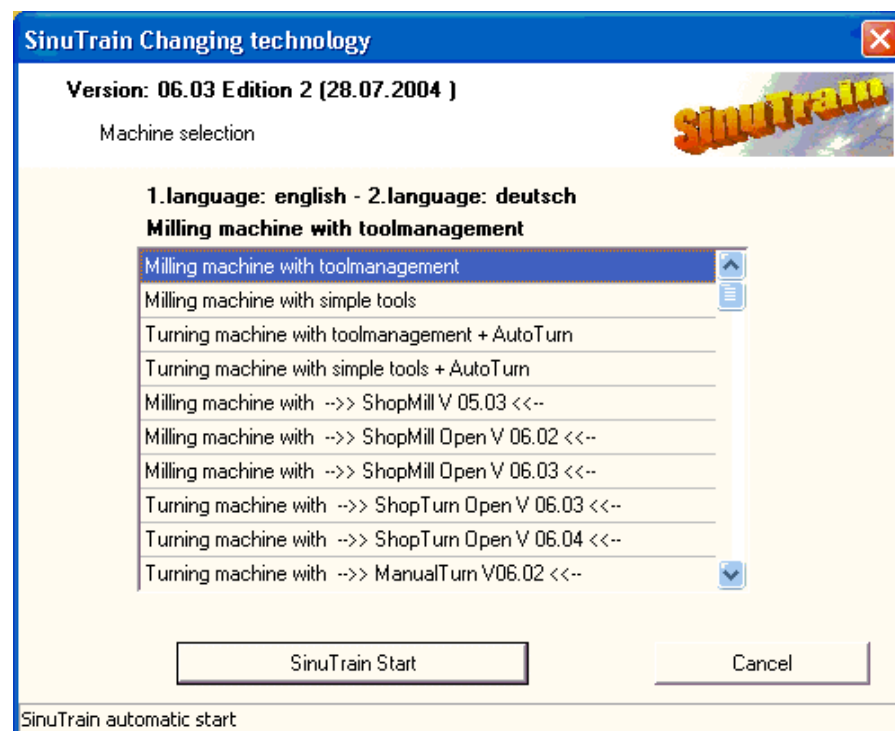 SinuTrain Changing technology
Version: 06.03 Edition 2 (28.07.2004 )
Machine selection
SinuTrain
1.language: english - 2.language: deutsch
Milling machine with toolmanagement
Milling machine with toolmanagement
Milling machine with simple tools
Turning machine with toolmanagement + AutoTurn
Turning machine with simple tools + AutoTurn
Milling machine with -->> ShopMill V 05.03 <<--
Milling machine with -->> ShopMill Open V 06.02 <<--
Milling machine with -->> ShopMill Open V 06.03 <<--
Turning machine with -->> ShopTurn Open V 06.03 <<--
Turning machine with -->> ShopTurn Open V 06.04 <<--
Turning machine with -->> ManualTurn V06.02 <<--
SinuTrain Start
Cancel
SinuTrain automatic start